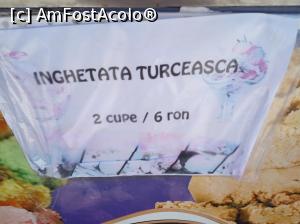 [c] AmFostAcolo®
INGHETATA TURCEASCA
2 cupe / 6 ron